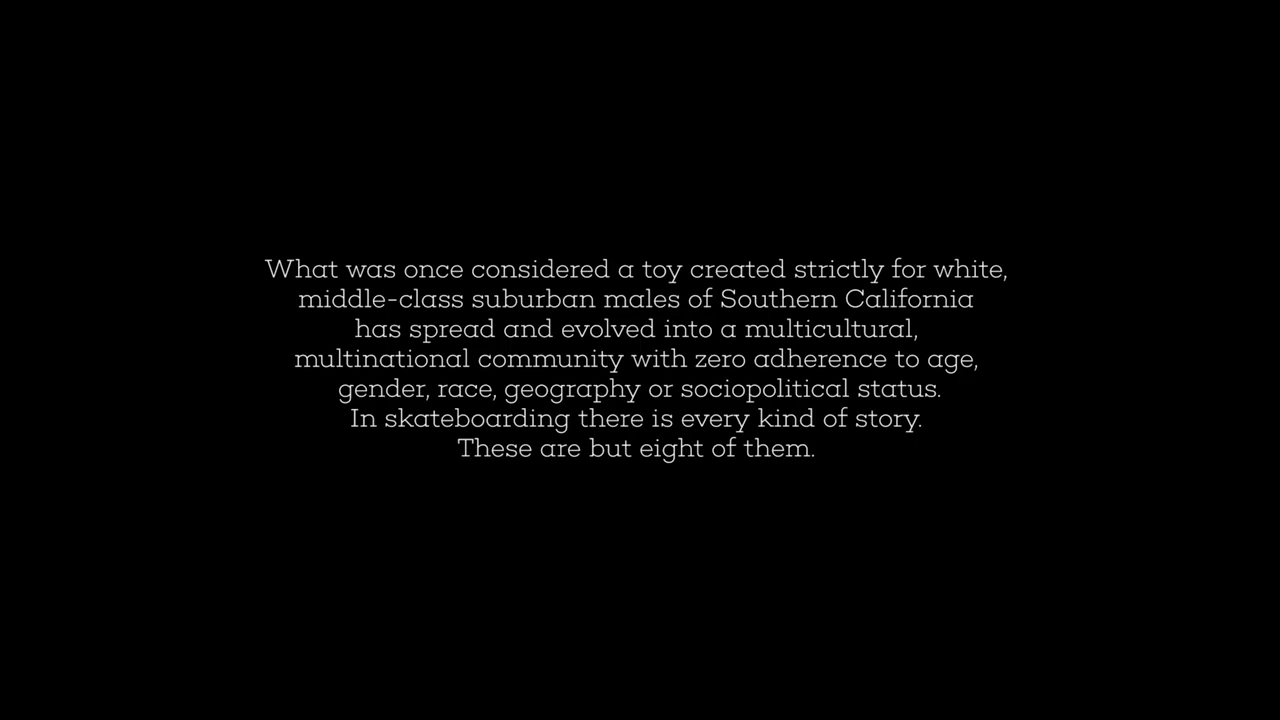 What was once considered a toy created strictly for white,
middle-class suburban males of Southern California
has spread and evolved into a multicultural,
multinational community with zero adherence to age,
gender, race, geography or sociopolitical status.
In skateboarding there is every kind of story.
These are but eight of them.